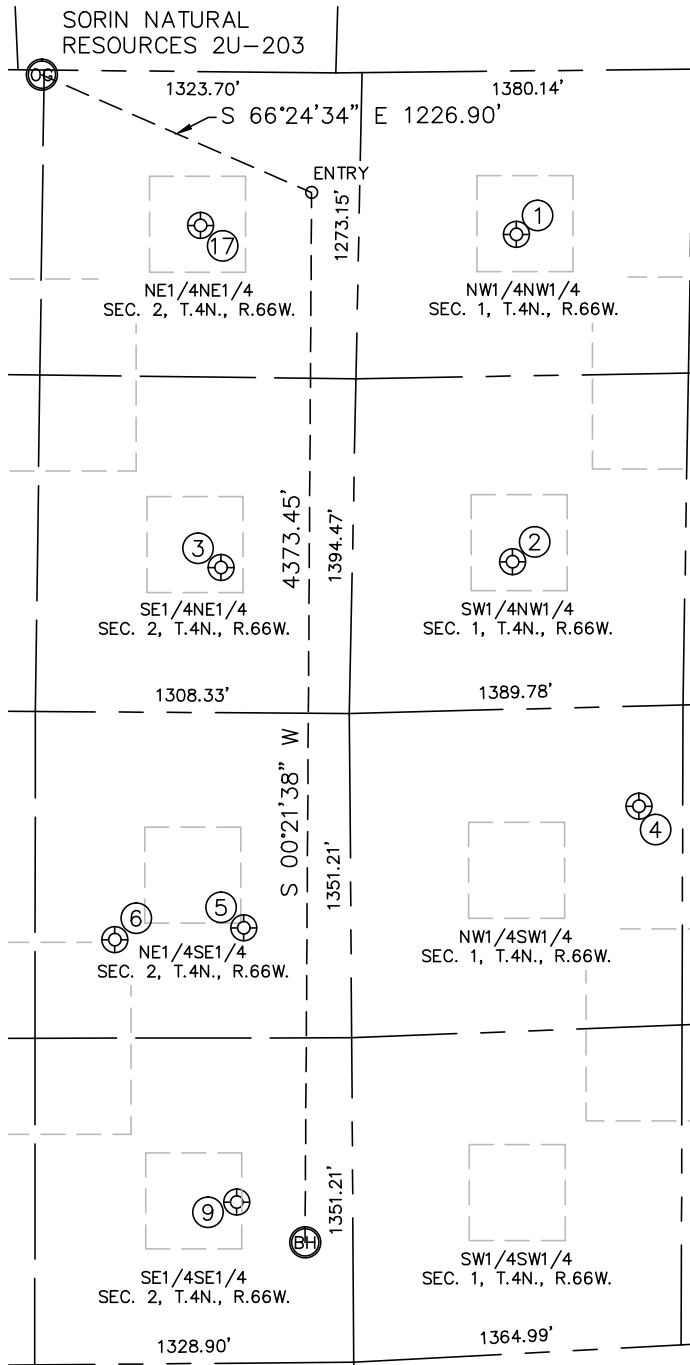 SORIN NATURAL
RESOURCES 2U-203
OG
1323.70'
1380.14'
S 66°24'34" E 1226.90'
ENTRY
1273.15'
17
1
NE1/4NE1/4
SEC. 2, T.4N., R.66W.
NW1/4NW1/4
SEC. 1, T.4N., R.66W.
4373.45'
1394.47'
3
2
SE1/4NE1/4
SEC. 2, T.4N., R.66W.
SW1/4NW1/4
SEC. 1, T.4N., R.66W.
1308.33'
1389.78'
S 00°21'38" W
4
1351.21'
5
6
NE1/4SE1/4
SEC. 2, T.4N., R.66W.
NW1/4SW1/4
SEC. 1, T.4N., R.66W.
1351.21'
9
BH
SE1/4SE1/4
SEC. 2, T.4N., R.66W.
SW1/4SW1/4
SEC. 1, T.4N., R.66W.
1328.90'
1364.99'